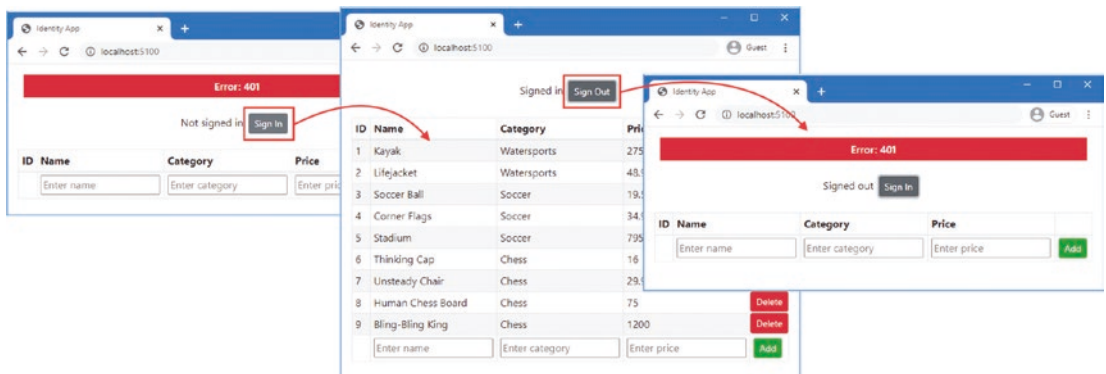 Identity App
localhost:5100
Error: 401
Not signed in Sign In
ID Name Category Price
Enter name Enter category
Identity App
localhost:5100 Guest
Signed in Sign Out
ID Name Category
1 Kayak Watersports
2 Lifejacket Watersports
3 Soccer Ball Soccer
4 Corner Flags Soccer
5 Stadium Soccer
6 Thinking Cap Chess 16
7 Unsteady Chair Chess
8 Human Chess Board Chess 75 Delete
9 Bling-Bling King Chess 1200 Delete
Enter name Enter category Enter price Add
Identity App
localhost:5100 Guest
Error: 401
Signed out Sign In
ID Name Category Price
Enter name Enter category Enter price Add